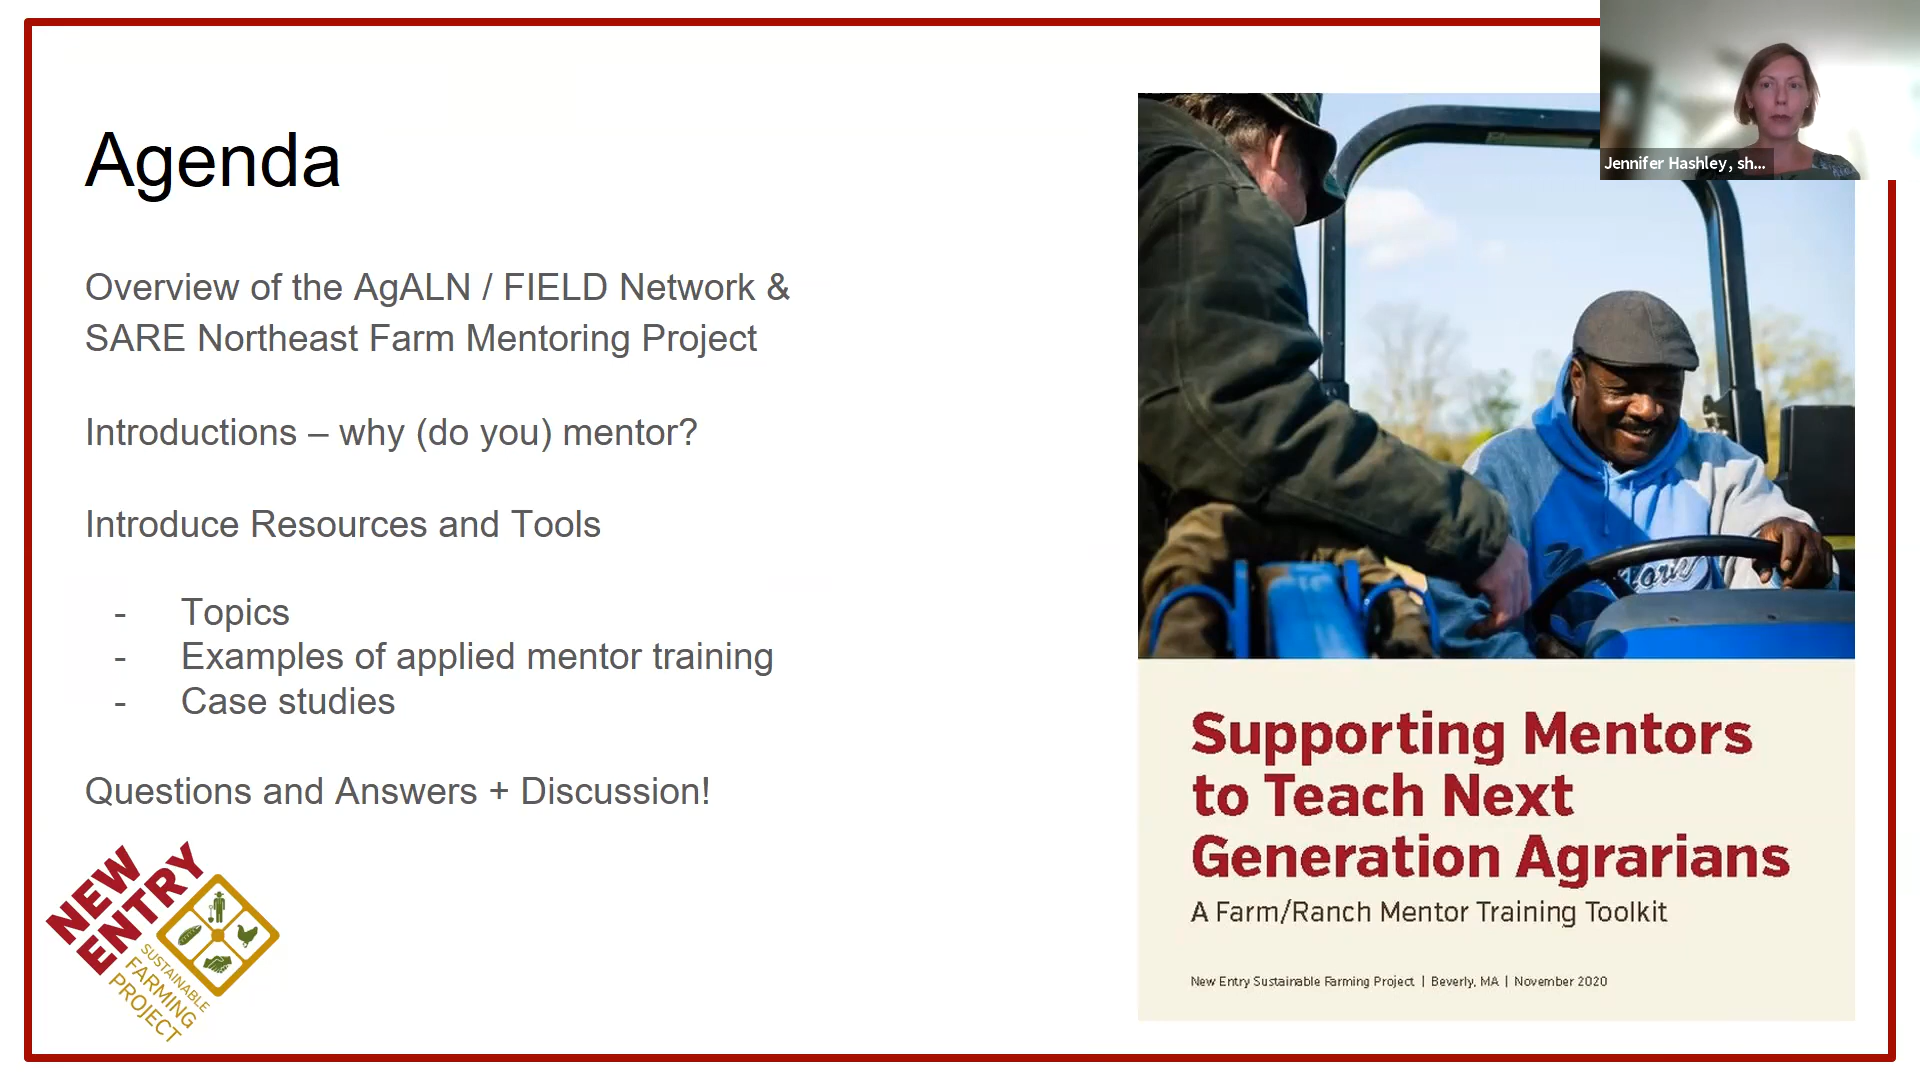 Agenda
Overview of the AgALN / FIELD Network &
SARE Northeast Farm Mentoring Project
Introductions – why (do you) mentor?
Introduce Resources and Tools
- Topics
- Examples of applied mentor training
- Case studies
Questions and Answers + Discussion!
NEW
ENTRY
SUSTAINABLE
FARMING
PROJECT
Jennifer Hashley, sh...
Supporting Mentors
to Teach Next
Generation Agrarians
A Farm/Ranch Mentor Training Toolkit
New Entry Sustainable Farming Project | Beverly, MA | November 2020